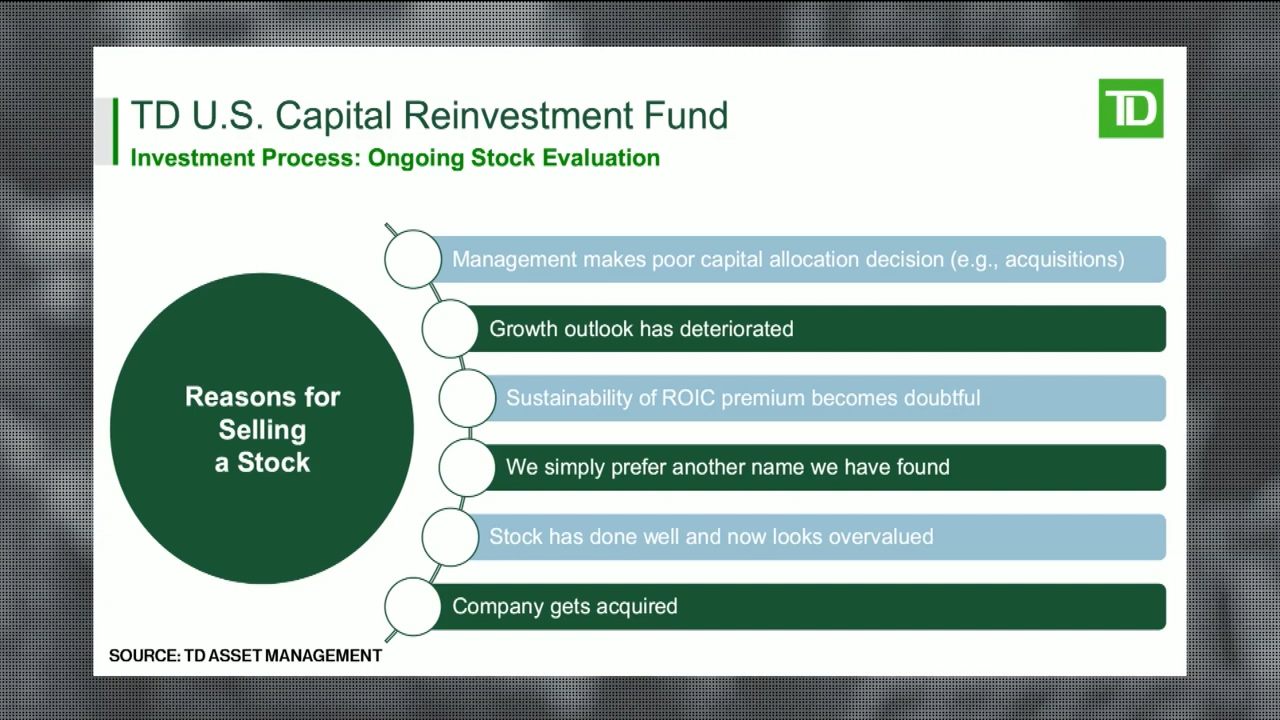 TD U.S. Capital Reinvestment Fund
TD
Investment Process: Ongoing Stock Evaluation
Management makes poor capital allocation decision (e.g., acquisitions)
Growth outlook has deteriorated
Sustainability of ROIC premium becomes doubtful
We simply prefer another name we have found
Stock has done well and now looks overvalued
Company gets acquired
Reasons for
Selling
a Stock
SOURCE: TD ASSET MANAGEMENT